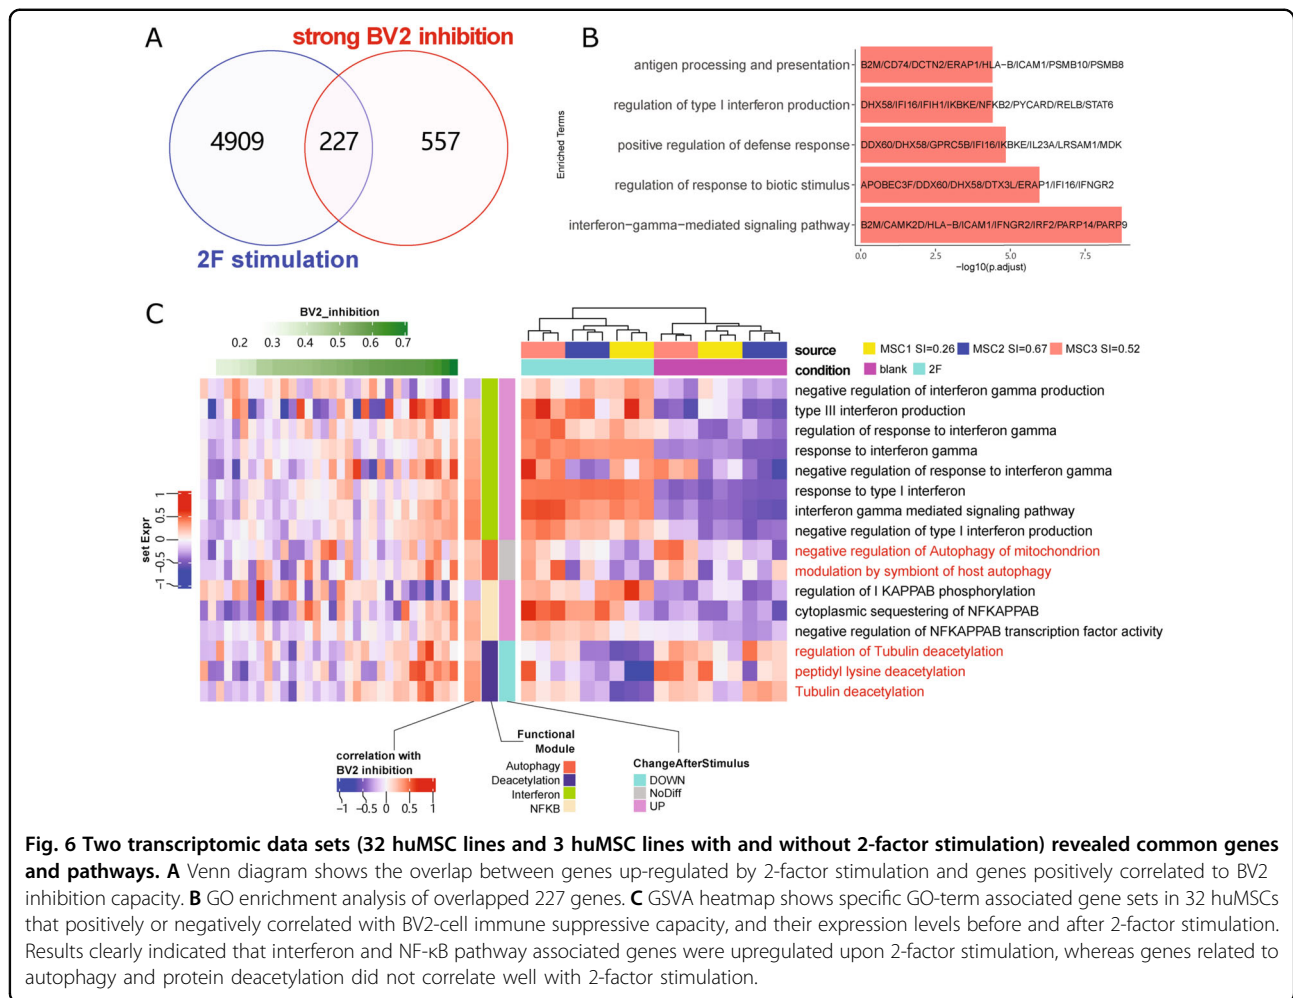 A
strong BV2 inhibition
4909
227
557
2F stimulation
B
Enriched Terms
antigen processing and presentation
B2M/CD74/DCTN2/ERAP1/HLA−B/ICAM1/PSMB10/PSMB8
regulation of type I interferon production
DHX58/IFI16/IFIH1/IKBKE/NFKB2/PYCARD/RELB/STAT6
positive regulation of defense response
DDX60/DHX58/GPRC5B/IFI16/IKBKE/IL23A/LRSAM1/MDK
regulation of response to biotic stimulus
APOBEC3F/DDX60/DHX58/DTX3L/ERAP1/IFI16/IFNGR2
interferon−gamma−mediated signaling pathway
B2M/CAMK2D/HLA−B/ICAM1/IFNGR2/IRF2/PARP14/PARP9
0.0 2.5 5.0 7.5
−log10(p.adjust)
C
BV2_inhibition
0.2 0.3 0.4 0.5 0.6 0.7
source MSC1 SI=0.26 MSC2 SI=0.67 MSC3 SI=0.52
condition blank 2F
negative regulation of interferon gamma production
type III interferon production
regulation of response to interferon gamma
response to interferon gamma
negative regulation of response to interferon gamma
response to type I interferon
interferon gamma mediated signaling pathway
negative regulation of type I interferon production
negative regulation of Autophagy of mitochondrion
modulation by symbiont of host autophagy
regulation of I KAPPAB phosphorylation
cytoplasmic sequestering of NFKAPPAB
negative regulation of NFKAPPAB transcription factor activity
regulation of Tubulin deacetylation
peptidyl lysine deacetylation
Tubulin deacetylation
set Expr
1
0.5
0
−0.5
−1
correlation with
BV2 inhibition
−1 −0.5 0 0.5 1
Functional
Module
Autophagy
Deacetylation
Interferon
NFKB
ChangeAfterStimulus
DOWN
NoDiff
UP
Fig. 6 Two transcriptomic data sets (32 huMSC lines and 3 huMSC lines with and without 2-factor stimulation) revealed common genes
and pathways. A Venn diagram shows the overlap between genes up-regulated by 2-factor stimulation and genes positively correlated to BV2
inhibition capacity. B GO enrichment analysis of overlapped 227 genes. C GSVA heatmap shows specific GO-term associated gene sets in 32 huMSCs
that positively or negatively correlated with BV2-cell immune suppressive capacity, and their expression levels before and after 2-factor stimulation.
Results clearly indicated that interferon and NF-κB pathway associated genes were upregulated upon 2-factor stimulation, whereas genes related to
autophagy and protein deacetylation did not correlate well with 2-factor stimulation.